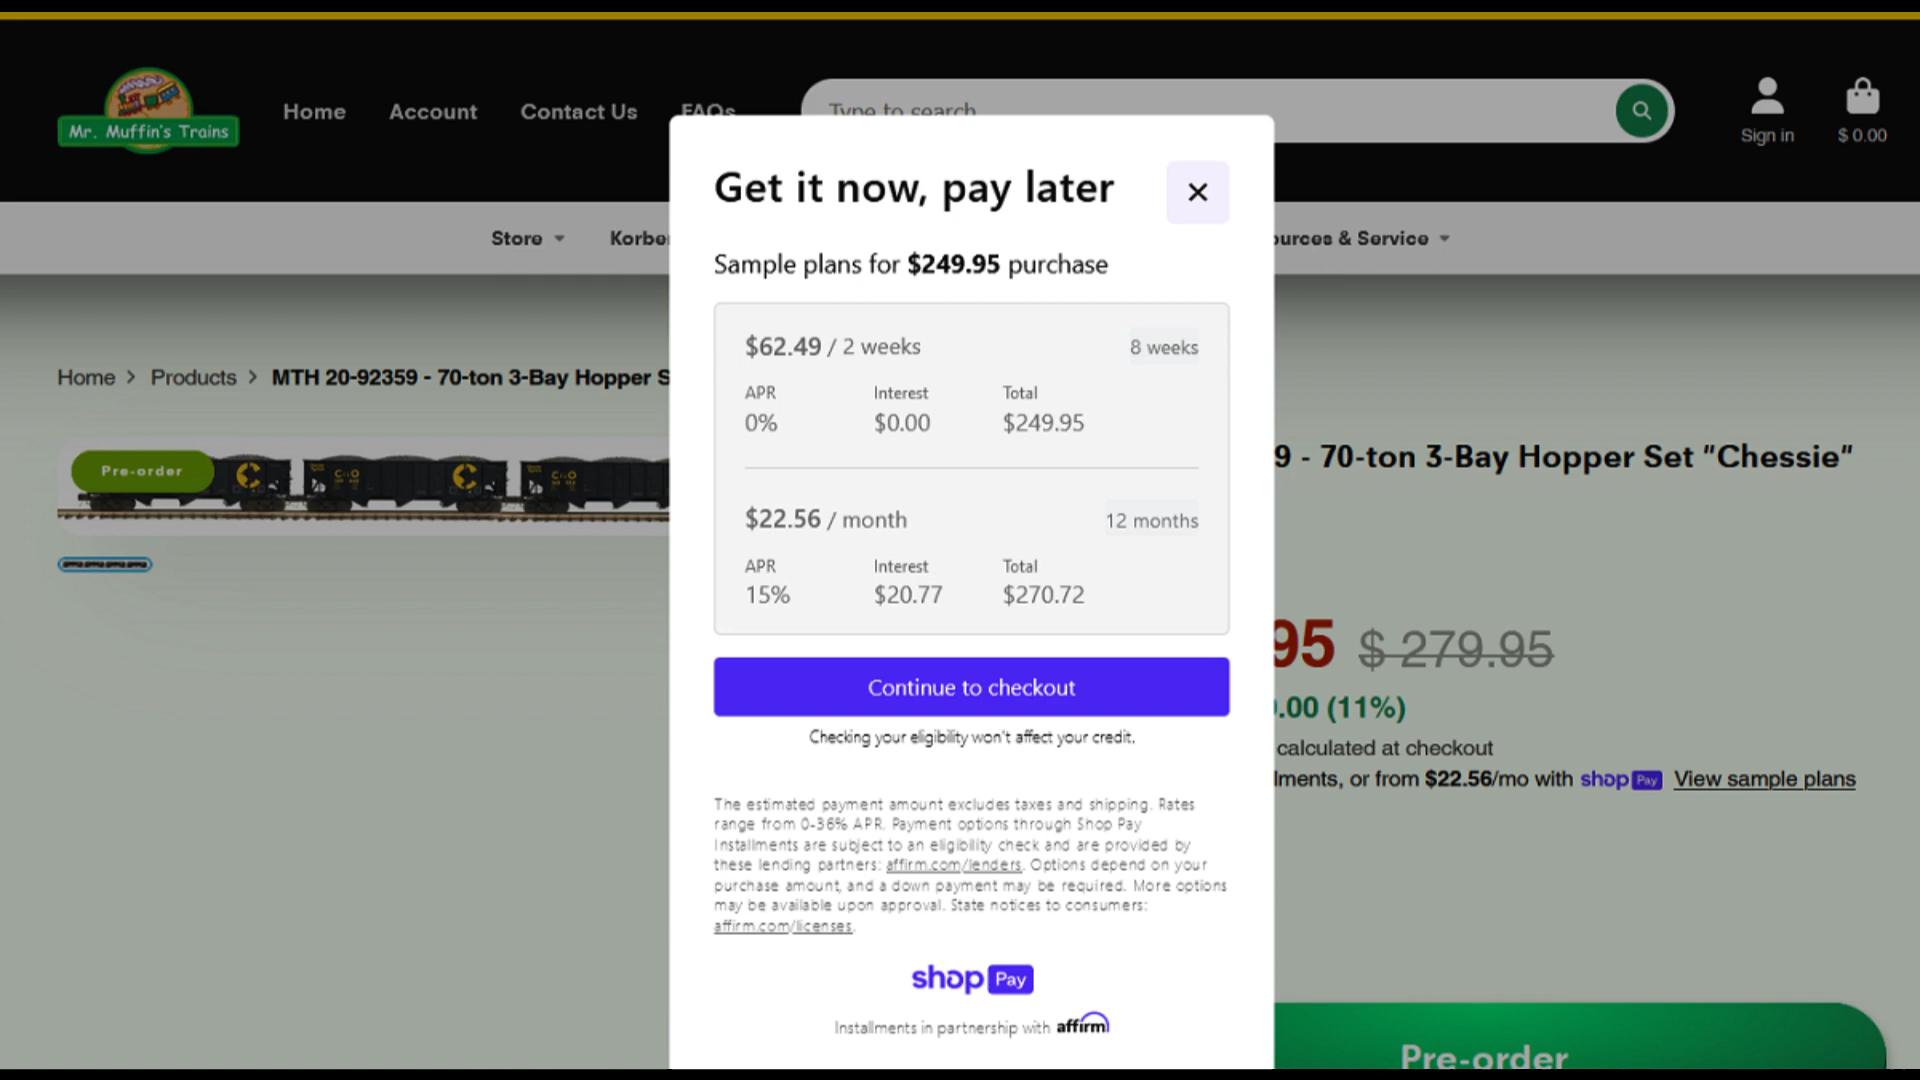 Mr. Muffin's Trains
Home Account Contact Us FAQs
Type to search
Sign in
$ 0.00
Store
& Service
Get it now, pay later
Sample plans for $249.95 purchase
$62.49 / 2 weeks
8 weeks
APR Interest Total
0% $0.00 $249.95
$22.56 / month
12 months
APR Interest Total
15% $20.77 $270.72
Continue to checkout
Checking your eligibility won't affect your credit.
The estimated payment amount excludes taxes and shipping. Rates
range from 0-36% APR. Payment options through Shop Pay
Installments are subject to an eligibility check and are provided by
these lending partners: affirm.com/lenders. Options depend on your
purchase amount, and a down payment may be required. More options
may be available upon approval. State notices to consumers:
affirm.com/licenses.
shop Pay
Installments in partnership with affirm
Home > Products > MTH 20-92359 - 70-ton 3-Bay Hopper
Pre-order
C&O
C&O
9 - 70-ton 3-Bay Hopper Set "Chessie"
95 $ 279.95
.00 (11%)
calculated at checkout
or from $22.56/mo with shop Pay View sample plans
Pre-order